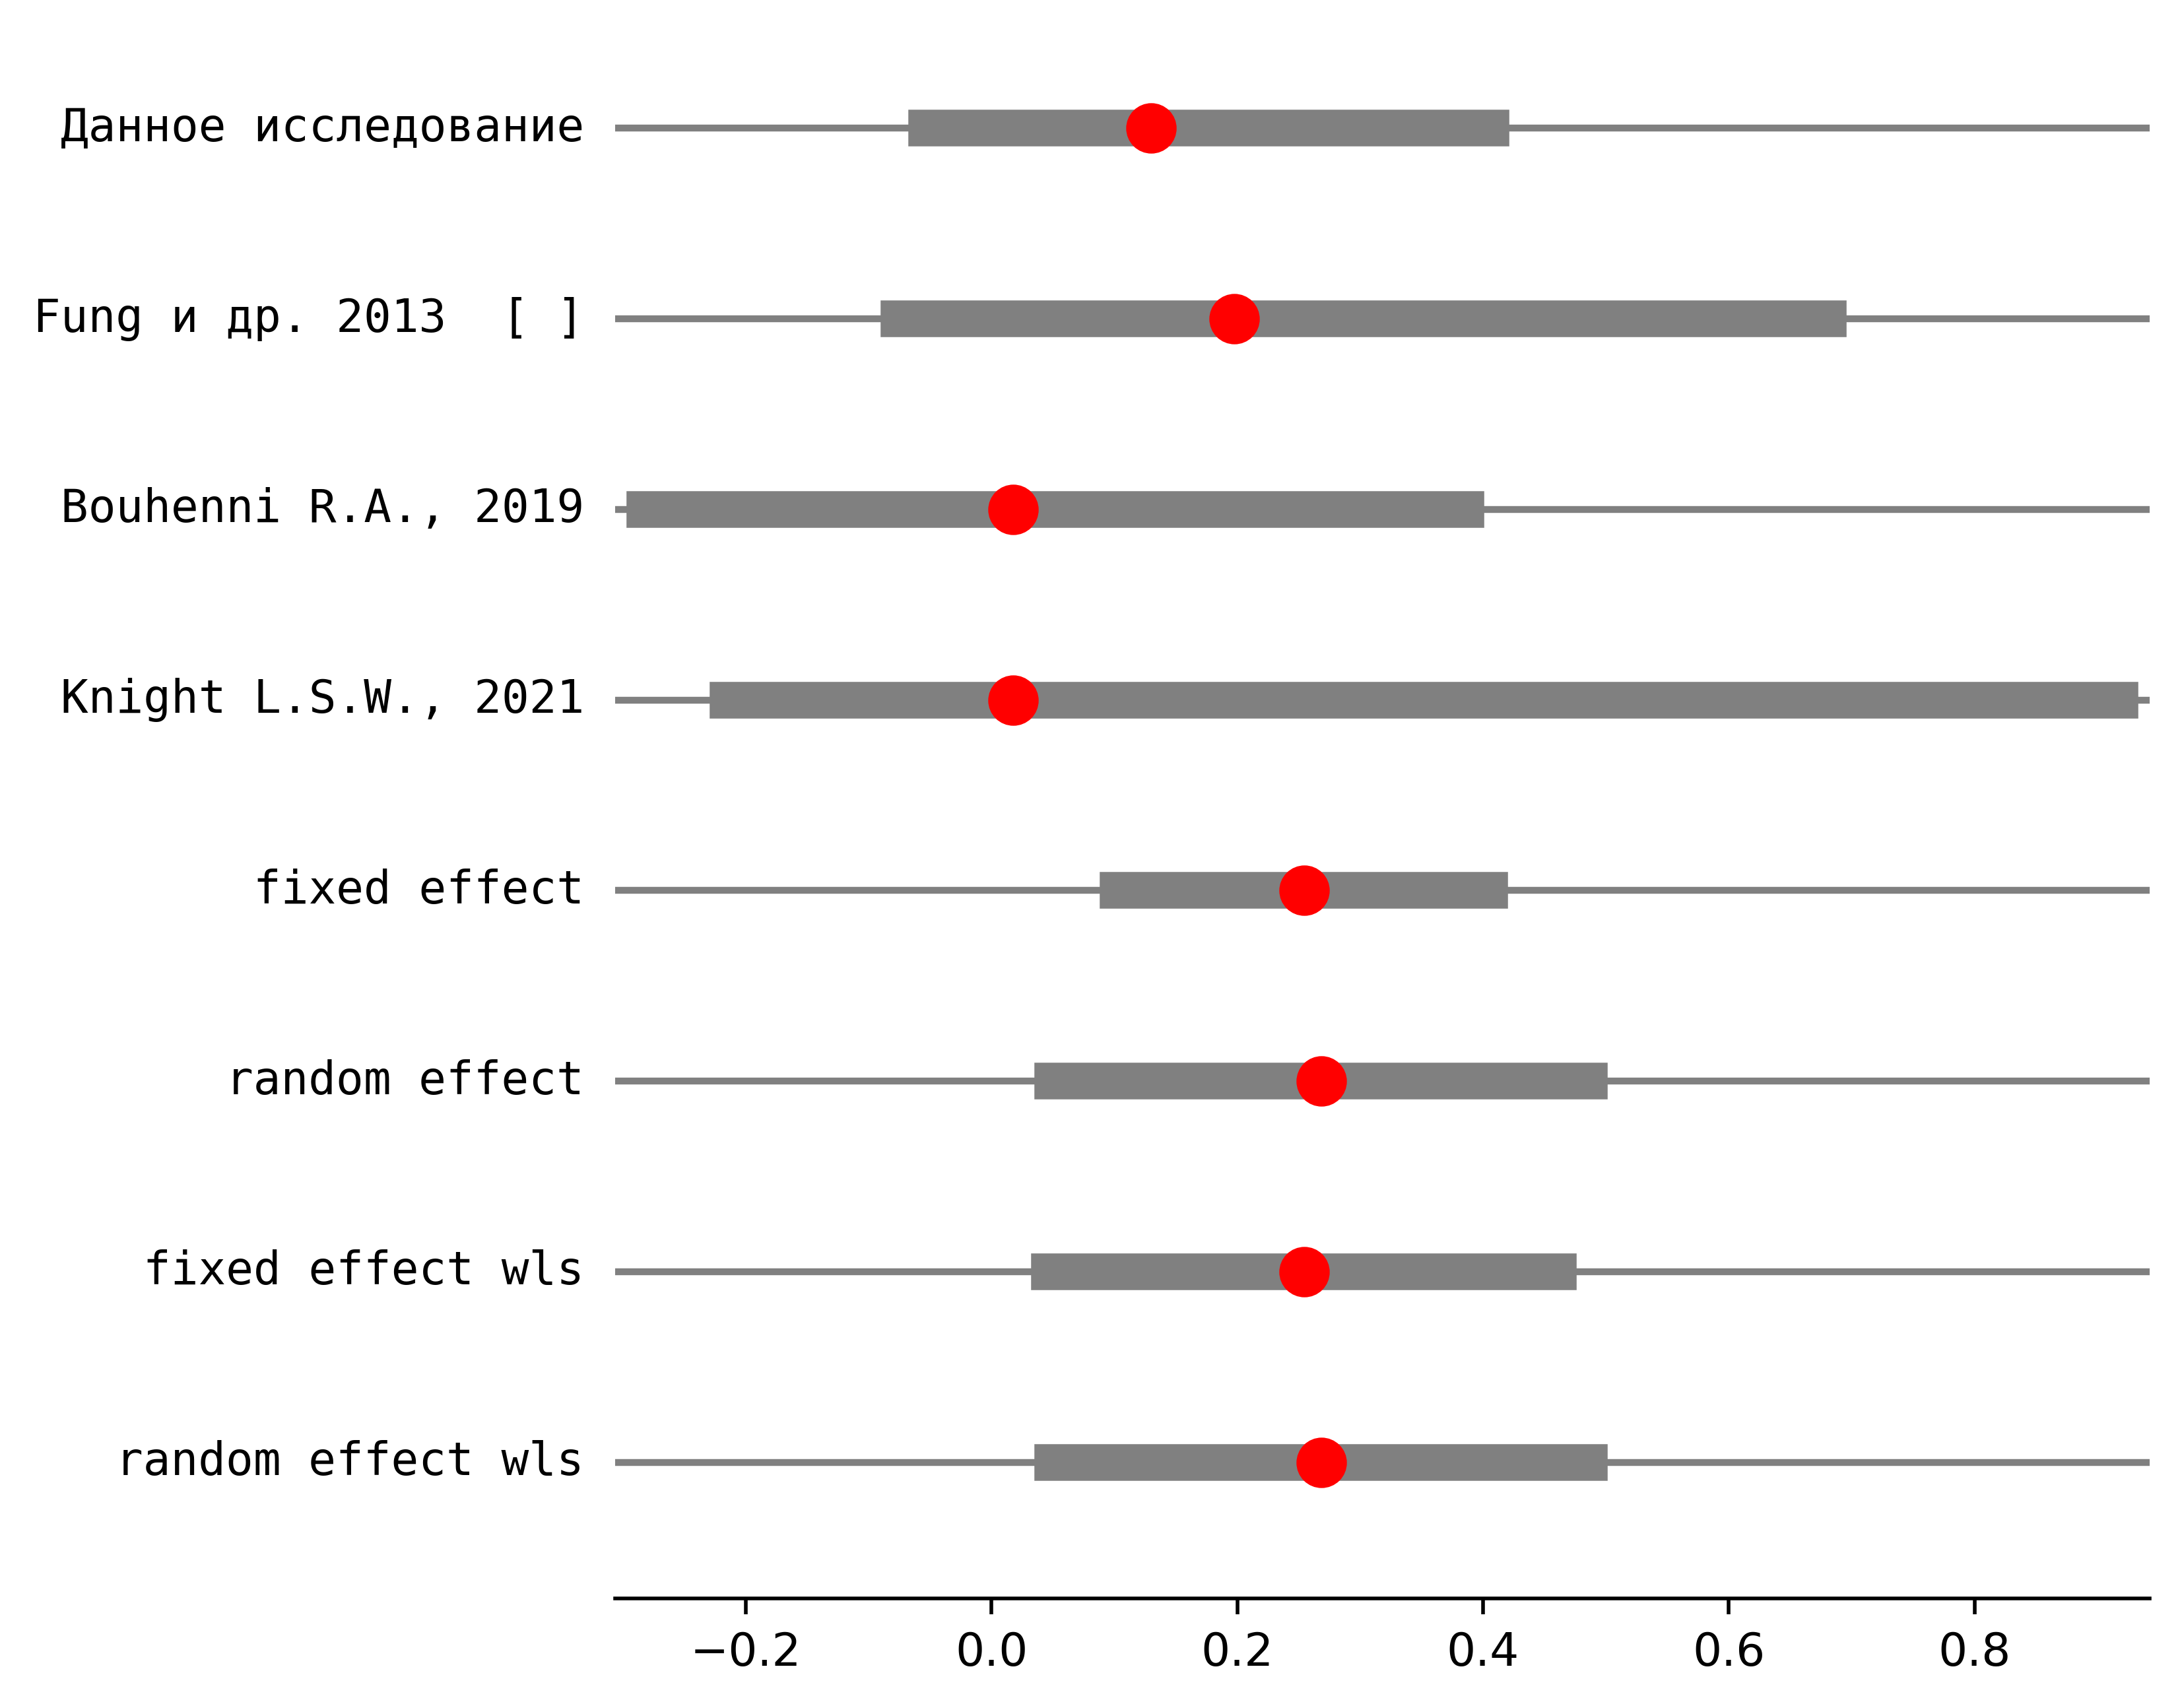 Данное исследование
Fung и др. 2013  [ ]
Bouhenni R.A., 2019
Knight L.S.W., 2021
fixed effect
random effect
fixed effect wls
random effect wls
−0.2 0.0 0.2 0.4 0.6 0.8